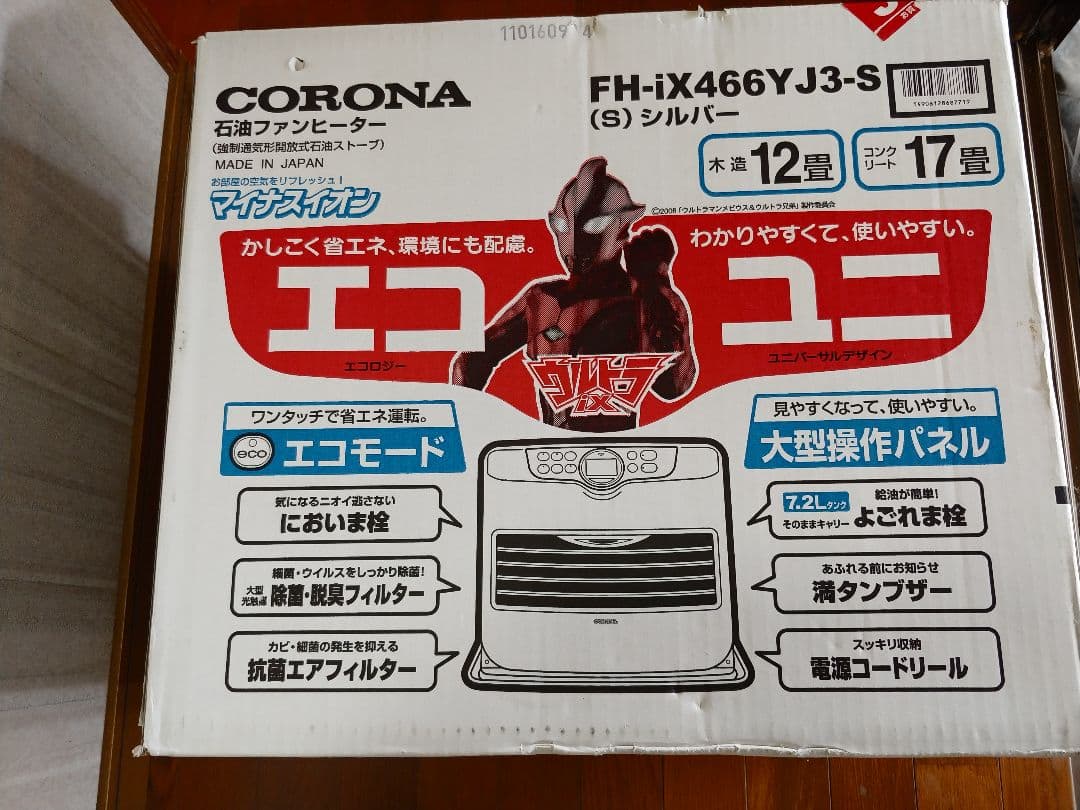 CORONA
石油ファンヒーター
(強制通気形開放式石油ストーブ)
MADE IN JAPAN
お部屋の空気をリフレッシュ!
マイナスイオン
FH-iX466YJ3-S
(S)シルバー
木造12畳
コンクリート17畳
かしこく省エネ、環境にも配慮。
エコ
エコロジー
わかりやすくて、使いやすい。
ユニ
ユニバーサルデザイン
ウルトラ
iX
ワンタッチで省エネ運転。
eco エコモード
気になるニオイ逃さない
においま栓
細菌・ウイルスをしっかり除菌!
大型光触媒 除菌・脱臭フィルター
カビ・細菌の発生を抑える
抗菌エアフィルター
見やすくなって、使いやすい。
大型操作パネル
7.2Lタンク 給油が簡単!
そのままキャリー よごれま栓
あふれる前にお知らせ
満タンブザー
スッキリ収納
電源コードリール
CORONA